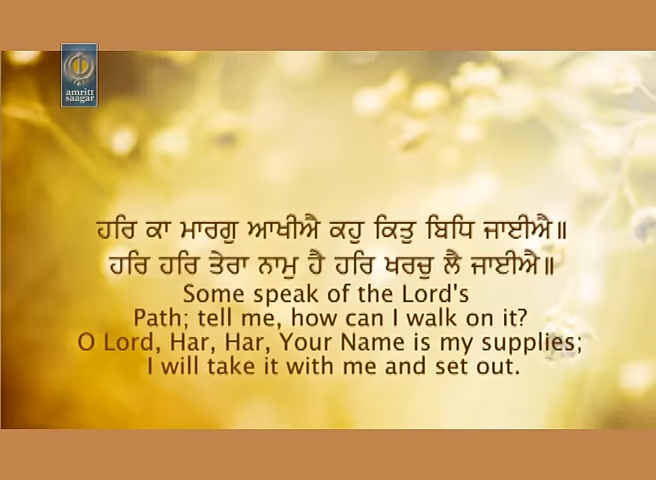 amritt
saagar
ਹਰਿ ਕਾ ਮਾਰਗੁ ਆਖੀਐ ਕਹੁ ਕਿਤੁ ਬਿਧਿ ਜਾਈਐ॥
ਹਰਿ ਹਰਿ ਤੇਰਾ ਨਾਮੁ ਹੈ ਹਰਿ ਖਰਚੁ ਲੈ ਜਾਈਐ॥
Some speak of the Lord's
Path; tell me, how can I walk on it?
O Lord, Har, Har, Your Name is my supplies;
I will take it with me and set out.